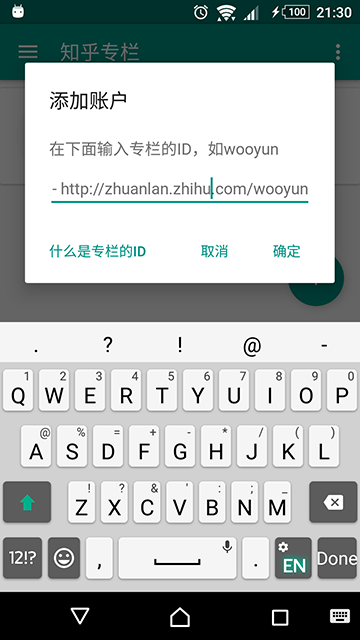 100 21:30
知乎专栏
添加账户
在下面输入专栏的ID，如wooyun
- http://zhuanlan.zhihu.com/wooyun
什么是专栏的ID 取消 确定
. ? ! @ -
1 2 3 4 5 6 7 8 9 0
Q W E R T Y U I O P
@ % = + - * / ( ) 
A S D F G H J K L
! ? & ' " : ; _
Z X C V B N M
12!? , . EN Done